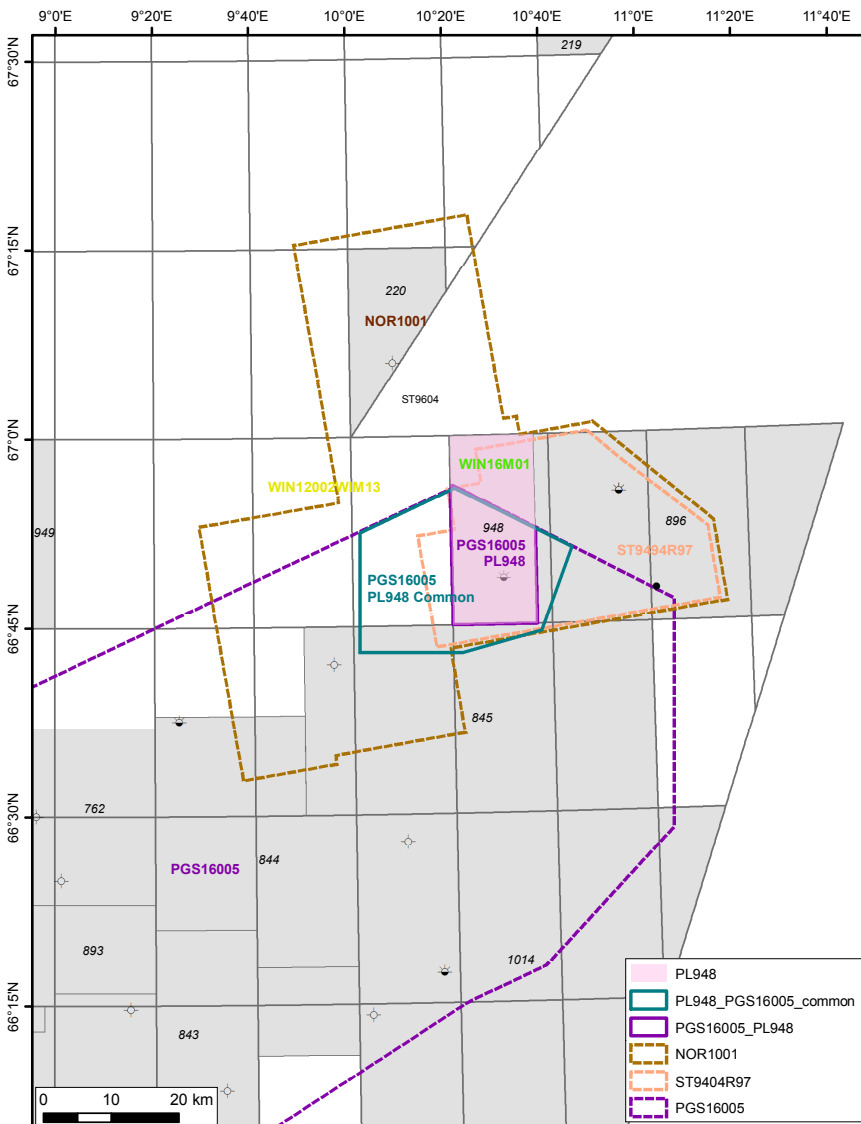 9°0'E 9°20'E 9°40'E 10°0'E 10°20'E 10°40'E 11°0'E 11°20'E 11°40'E
67°30'N
219
67°15'N
220
NOR1001
ST9604
67°0'N
WIN16M01
WIN12002WIM13
949
948
896
PGS16005
PL948
ST9494R97
PGS16005
PL948 Common
66°45'N
845
66°30'N
762
844
PGS16005
893
1014
66°15'N
843
PL948
PL948_PGS16005_common
PGS16005_PL948
NOR1001
ST9404R97
PGS16005
0 10 20 km